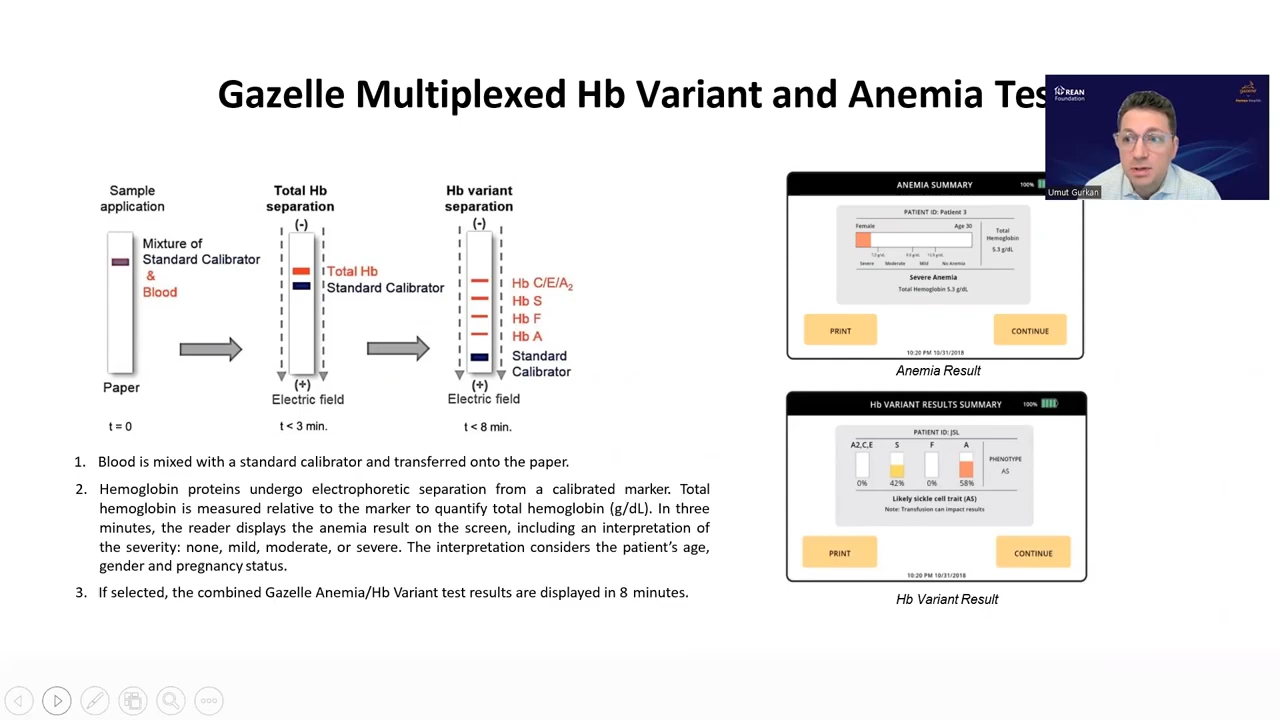 Gazelle Multiplexed Hb Variant and Anemia Tes
REAN
Foundation
Umut Gurkan
Sample
application
Mixture of
Standard Calibrator
&
Blood
Paper
t = 0
Total Hb
separation
(-)
Total Hb
Standard Calibrator
(+)
Electric field
t < 3 min.
Hb variant
separation
(-)
Hb C/E/A2
Hb S
Hb F
Hb A
Standard
Calibrator
(+)
Electric field
t < 8 min.
1. Blood is mixed with a standard calibrator and transferred onto the paper.
2. Hemoglobin proteins undergo electrophoretic separation from a calibrated marker. Total
hemoglobin is measured relative to the marker to quantify total hemoglobin (g/dL). In three
minutes, the reader displays the anemia result on the screen, including an interpretation of
the severity: none, mild, moderate, or severe. The interpretation considers the patient's age,
gender and pregnancy status.
3. If selected, the combined Gazelle Anemia/Hb Variant test results are displayed in 8 minutes.
ANEMIA SUMMARY
100%
PATIENT ID: Patient 3
Female Age 30
Total
Hemoglobin
5.3 g/dL
Severe Moderate Mild No Anemia
Severe Anemia
Total Hemoglobin 5.3 g/dL
PRINT CONTINUE
10:20 PM 10/31/2018
Anemia Result
Hb VARIANT RESULTS SUMMARY
100%
PATIENT ID: JSL
A2,C,E S F A
PHENOTYPE
AS
0% 42% 0% 58%
Likely sickle cell trait (AS)
Note: Transfusion can impact results
PRINT CONTINUE
10:20 PM 10/31/2018
Hb Variant Result